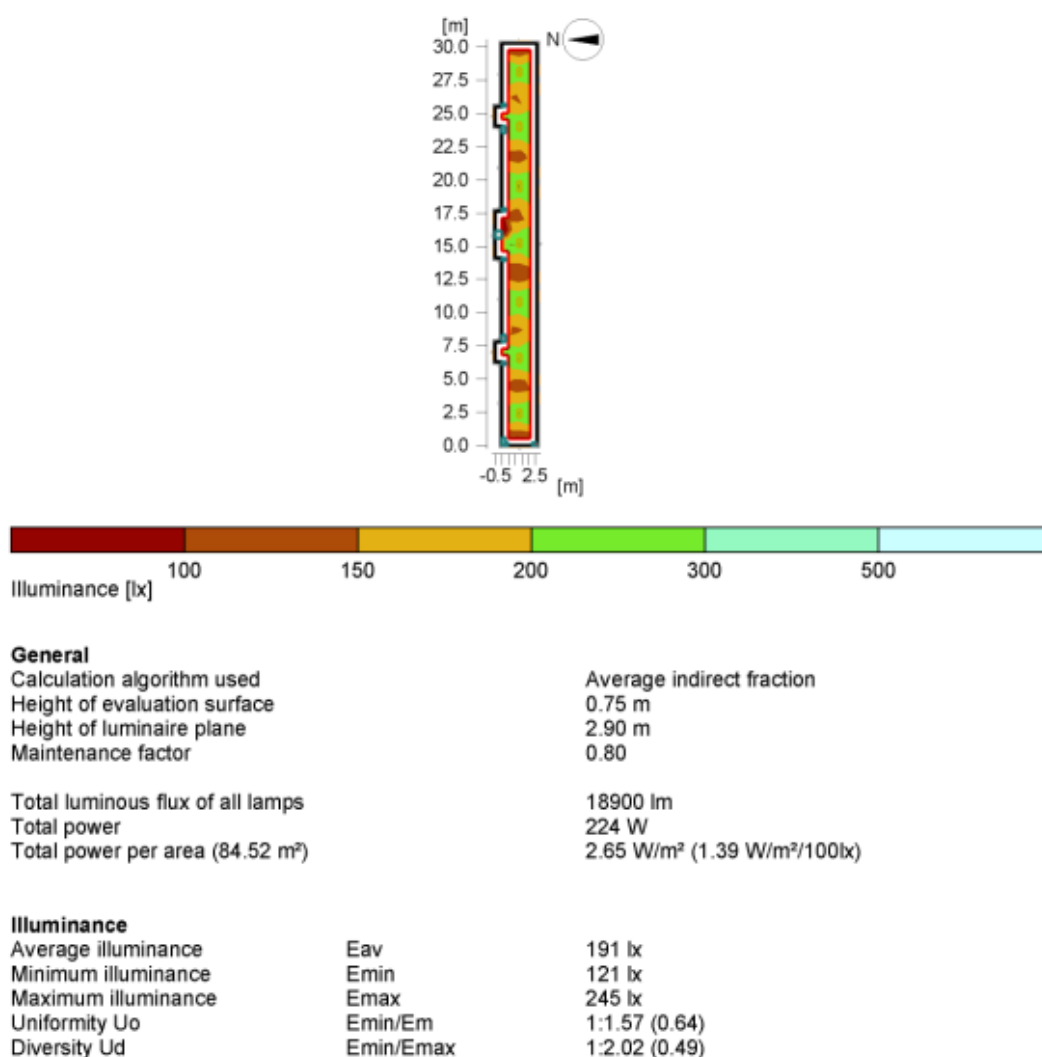 [m]
30.0
N
27.5
25.0
22.5
20.0
17.5
15.0
12.5
10.0
7.5
5.0
2.5
0.0
-0.5 2.5
[m]
100 150 200 300 500
Illuminance [lx]
General
Calculation algorithm used Average indirect fraction
Height of evaluation surface 0.75 m
Height of luminaire plane 2.90 m
Maintenance factor 0.80
Total luminous flux of all lamps 18900 lm
Total power 224 W
Total power per area (84.52 m²) 2.65 W/m² (1.39 W/m²/100lx)
Illuminance
Average illuminance Eav 191 lx
Minimum illuminance Emin 121 lx
Maximum illuminance Emax 245 lx
Uniformity Uo Emin/Em 1:1.57 (0.64)
Diversity Ud Emin/Emax 1:2.02 (0.49)